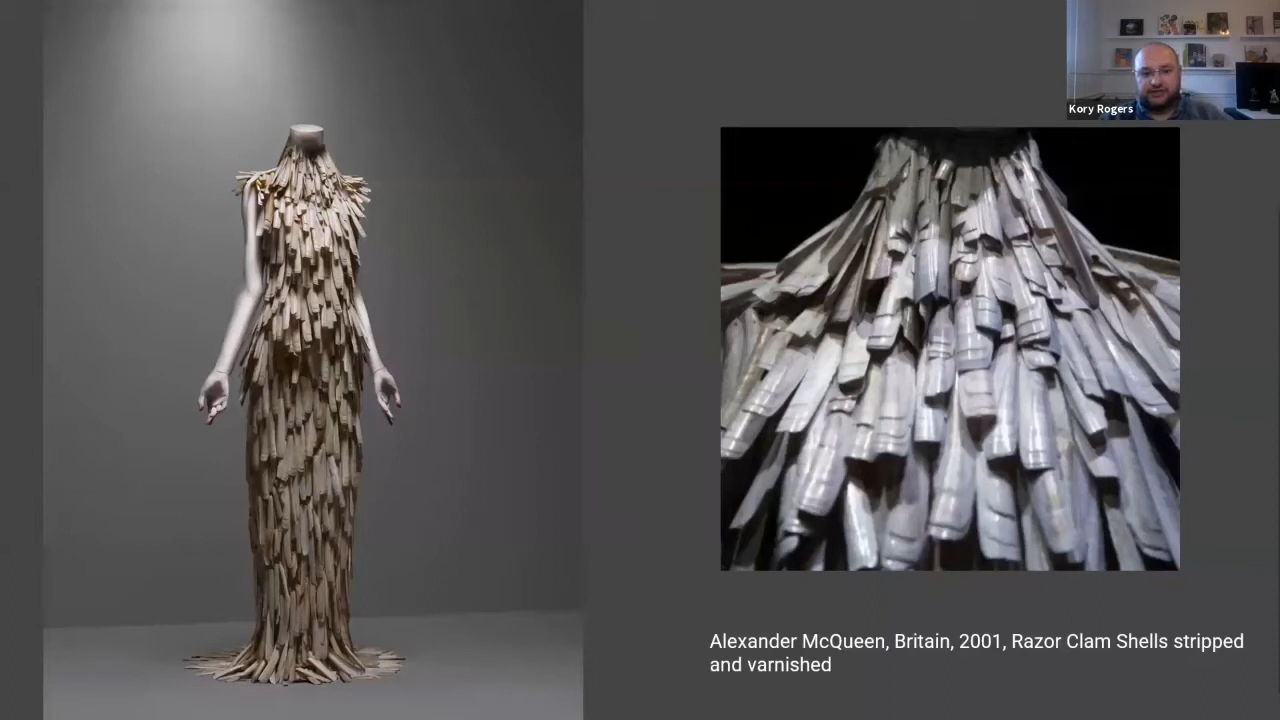 Kory Rogers
Alexander McQueen, Britain, 2001, Razor Clam Shells stripped
and varnished